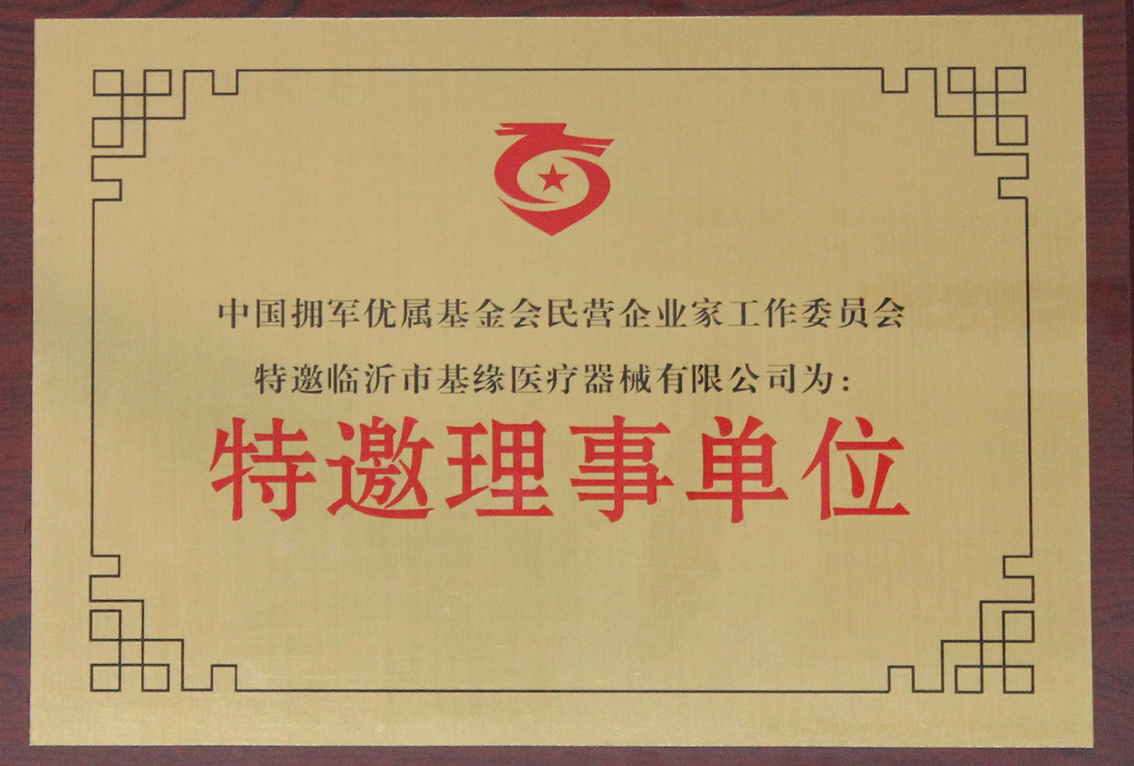 中国拥军优属基金会民营企业家工作委员会
特邀临沂市基缘医疗器械有限公司为：
特邀理事单位